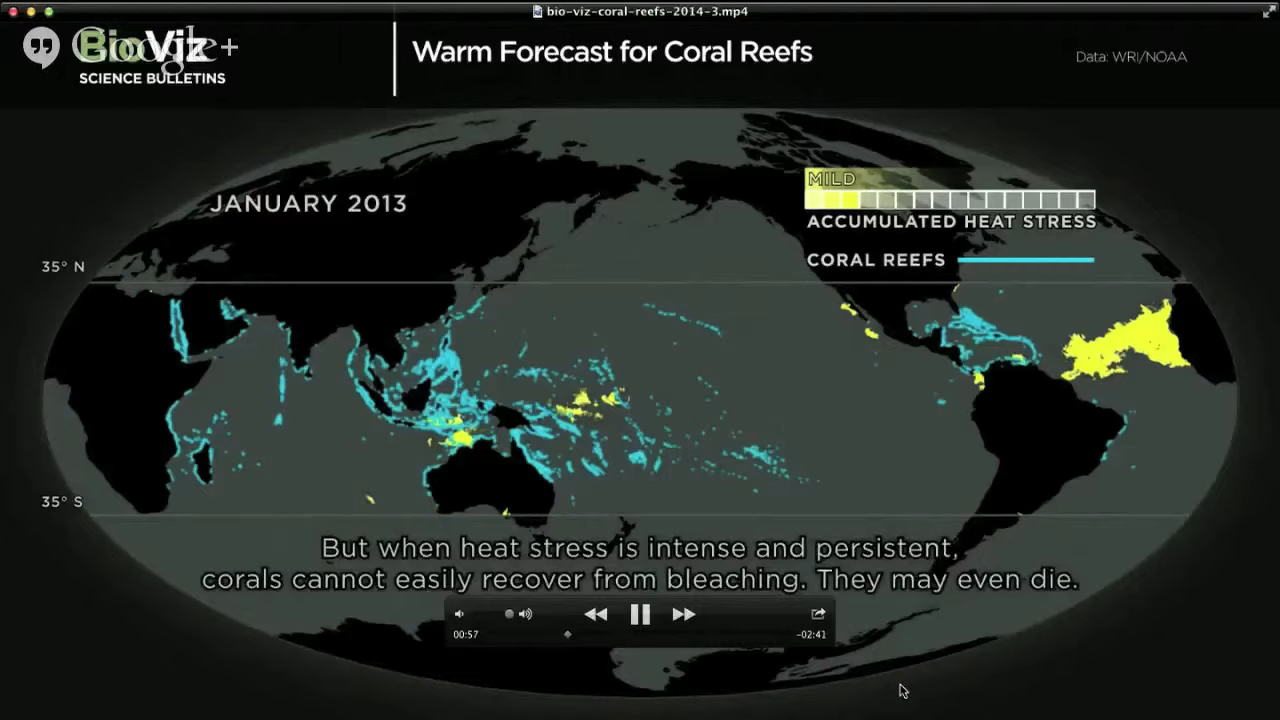 bio-viz-coral-reefs-2014-3.mp4
Google+
BioViz
SCIENCE BULLETINS
Warm Forecast for Coral Reefs
Data: WRI/NOAA
JANUARY 2013
MILD
ACCUMULATED HEAT STRESS
CORAL REEFS
35° N
35° S
But when heat stress is intense and persistent,
corals cannot easily recover from bleaching. They may even die.
00:57
-02:41